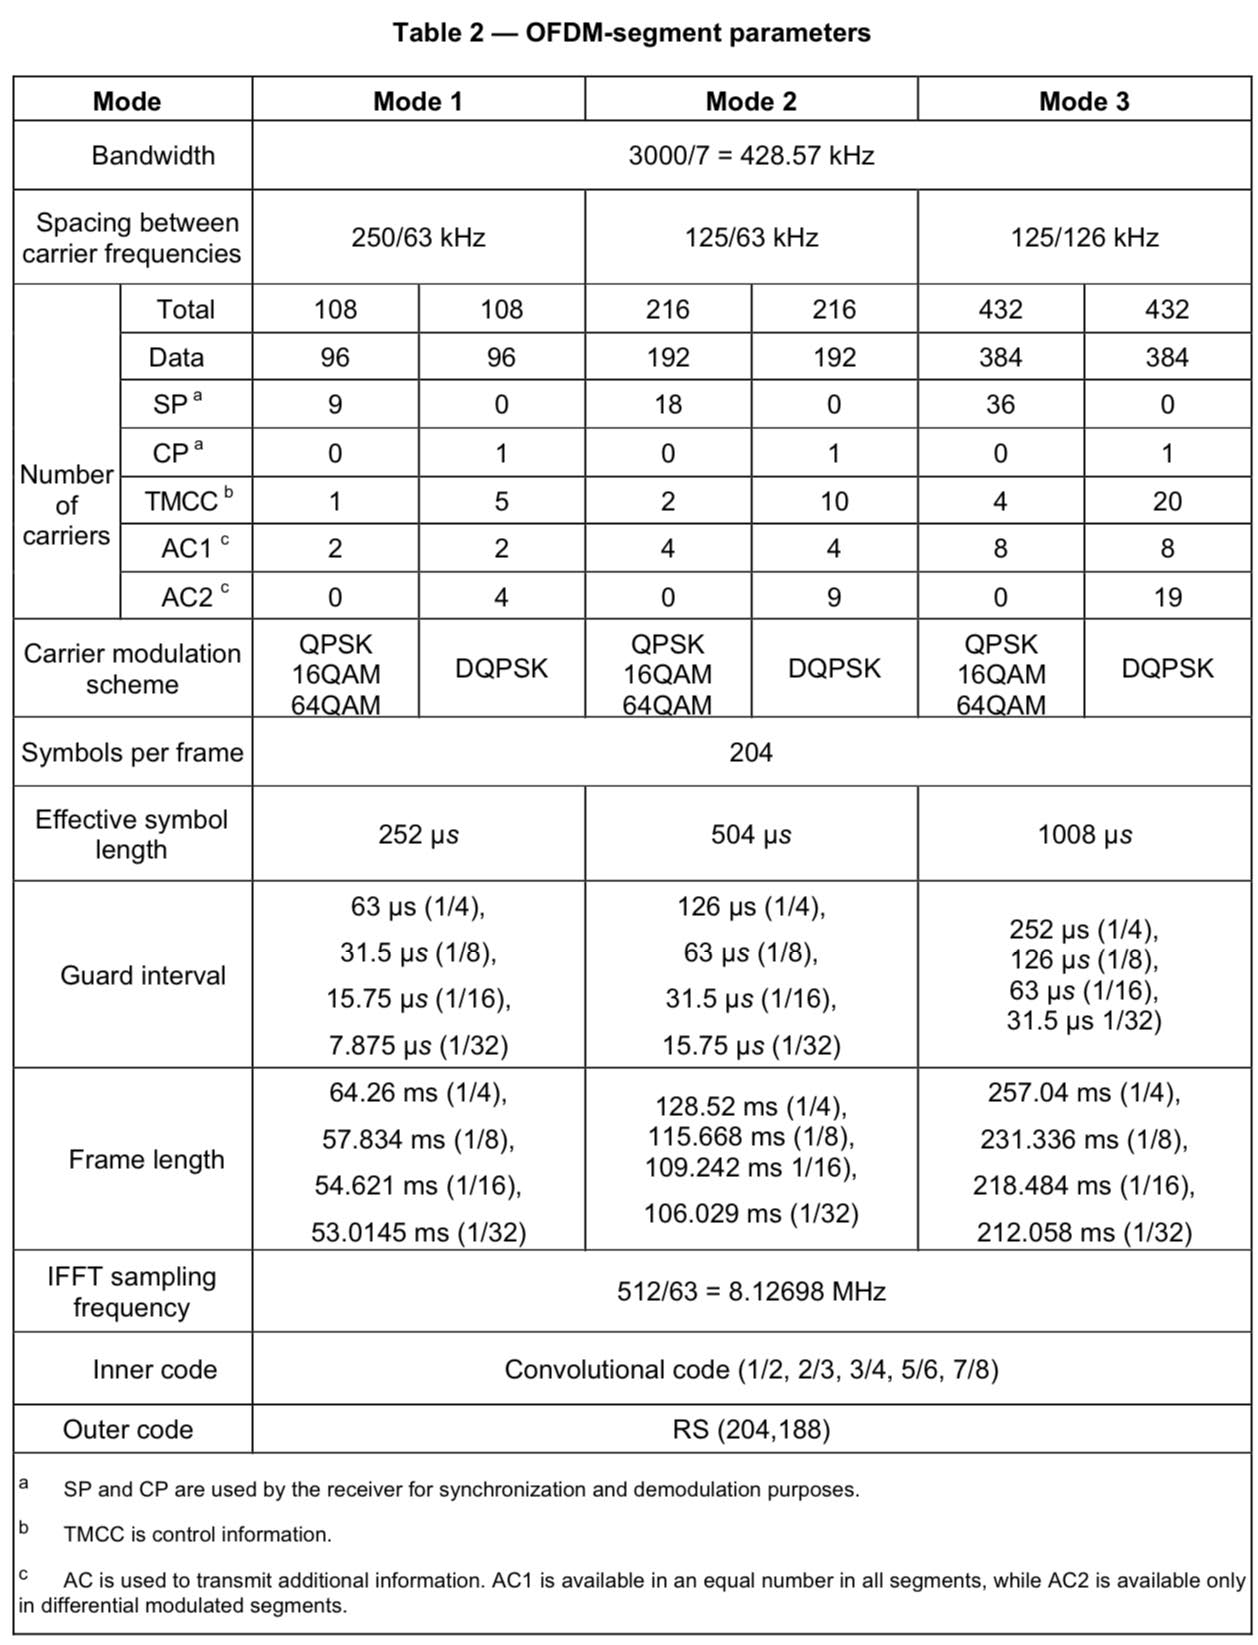 Table 2 — OFDM-segment parameters
Mode Mode 1 Mode 2 Mode 3
Bandwidth 3000/7 = 428.57 kHz
Spacing between
carrier frequencies 250/63 kHz 125/63 kHz 125/126 kHz
Number
of
carriers
Total 108 108 216 216 432 432
Data 96 96 192 192 384 384
SP a 9 0 18 0 36 0
CP a 0 1 0 1 0 1
TMCC b 1 5 2 10 4 20
AC1 c 2 2 4 4 8 8
AC2 c 0 4 0 9 0 19
Carrier modulation
scheme
QPSK
16QAM
64QAM
DQPSK
QPSK
16QAM
64QAM
DQPSK
QPSK
16QAM
64QAM
DQPSK
Symbols per frame 204
Effective symbol
length 252 µs 504 µs 1008 µs
Guard interval
63 µs (1/4),
31.5 µs (1/8),
15.75 µs (1/16),
7.875 µs (1/32)
126 µs (1/4),
63 µs (1/8),
31.5 µs (1/16),
15.75 µs (1/32)
252 µs (1/4),
126 µs (1/8),
63 µs (1/16),
31.5 µs 1/32)
Frame length
64.26 ms (1/4),
57.834 ms (1/8),
54.621 ms (1/16),
53.0145 ms (1/32)
128.52 ms (1/4),
115.668 ms (1/8),
109.242 ms 1/16),
106.029 ms (1/32)
257.04 ms (1/4),
231.336 ms (1/8),
218.484 ms (1/16),
212.058 ms (1/32)
IFFT sampling
frequency 512/63 = 8.12698 MHz
Inner code Convolutional code (1/2, 2/3, 3/4, 5/6, 7/8)
Outer code RS (204,188)
a SP and CP are used by the receiver for synchronization and demodulation purposes.
b TMCC is control information.
c AC is used to transmit additional information. AC1 is available in an equal number in all segments, while AC2 is available only
in differential modulated segments.